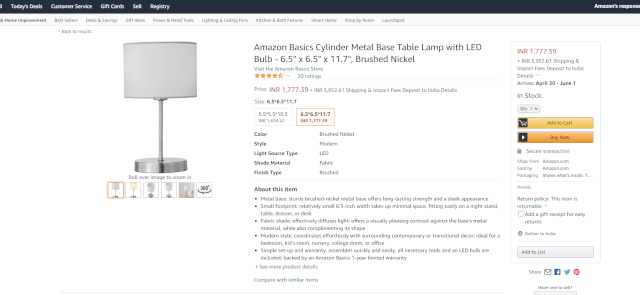 Today's Deals Customer Service Gift Cards Sell Registry Amazon's response
& Home Improvement Best Sellers Deals & Savings Gift Ideas Power & Hand Tools Lighting & Ceiling Fans Kitchen & Bath Fixtures Smart Home Shop by Room Launchpad
‹ Back to results
Amazon Basics Cylinder Metal Base Table Lamp with LED
Bulb - 6.5" x 6.5" x 11.7", Brushed Nickel
Visit the Amazon Basics Store
20 ratings
Price: INR 1,777.39 + INR 3,952.61 Shipping & Import Fees Deposit to India Details
Size: 6.5*6.5*11.7
5.5*5.5*10.5 6.5*6.5*11.7
INR 1,777.39
Color Brushed Nickel
Style Modern
Light Source Type LED
Shade Material Fabric
Finish Type Brushed
Roll over image to zoom in
360°
About this item
• Metal base: sturdy brushed-nickel metal base offers long-lasting strength and a sleek appearance
• Small footprint: relatively small 6.5-inch width takes up minimal space, fitting easily on a night stand,
table, dresser, or desk
• Fabric shade: effectively diffuses light; offers a visually pleasing contrast against the base's metal
material, while also complimenting its shape
• Modern style: coordinates effortlessly with surrounding contemporary or transitional decor; ideal for a
bedroom, kid's room, nursery, college dorm, or office
• Simple set-up and warranty: assembles quickly and easily; all necessary tools and an LED bulb are
included; backed by an Amazon Basics 1-year limited warranty
› See more product details
Compare with similar items
INR 1,777.39
+ INR 3,952.61 Shipping &
Import Fees Deposit to India
Details
Arrives: April 30 - June 1
In Stock.
Qty: 1
Add to Cart
Buy Now
Secure transaction
Ships from Amazon.com
Sold by Amazon.com
Packaging Shows what's inside. T...
Details
Return policy: This item is
returnable
Add a gift receipt for easy
returns
Deliver to India
Add to List
Share
Have one to sell?